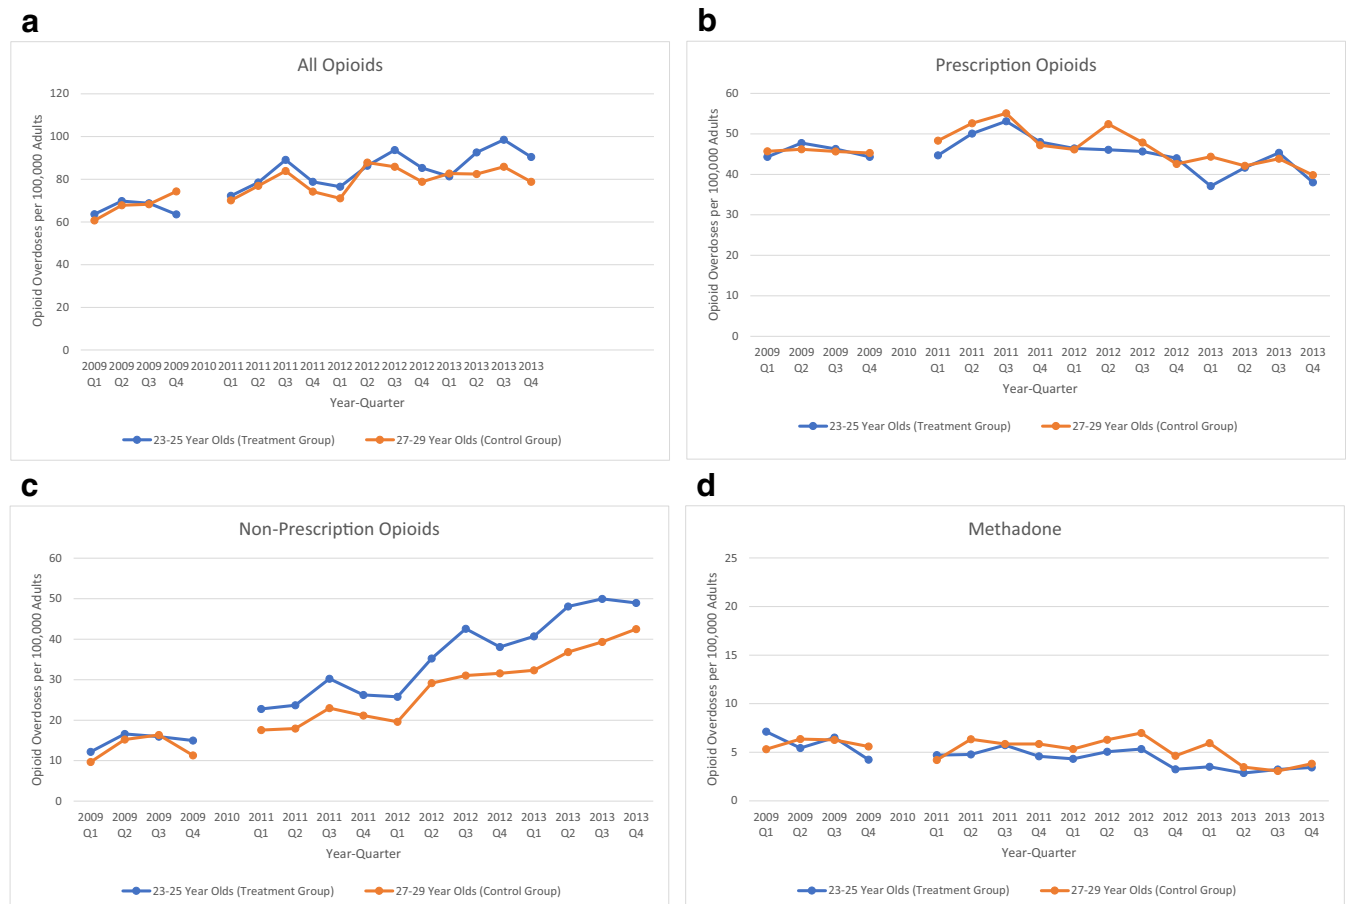 a
All Opioids
Opioid Overdoses per 100,000 Adults
120
100
80
60
40
20
0
2009 2009 2009 2009 2010 2011 2011 2011 2011 2012 2012 2012 2012 2013 2013 2013 2013
Q1 Q2 Q3 Q4 Q1 Q2 Q3 Q4 Q1 Q2 Q3 Q4 Q1 Q2 Q3 Q4
Year-Quarter
23-25 Year Olds (Treatment Group) 27-29 Year Olds (Control Group)
b
Prescription Opioids
Opioid Overdoses per 100,000 Adults
60
50
40
30
20
10
0
2009 2009 2009 2009 2010 2011 2011 2011 2011 2012 2012 2012 2012 2013 2013 2013 2013
Q1 Q2 Q3 Q4 Q1 Q2 Q3 Q4 Q1 Q2 Q3 Q4 Q1 Q2 Q3 Q4
Year-Quarter
23-25 Year Olds (Treatment Group) 27-29 Year Olds (Control Group)
c
Non-Prescription Opioids
Opioid Overdoses per 100,000 Adults
60
50
40
30
20
10
0
2009 2009 2009 2009 2010 2011 2011 2011 2011 2012 2012 2012 2012 2013 2013 2013 2013
Q1 Q2 Q3 Q4 Q1 Q2 Q3 Q4 Q1 Q2 Q3 Q4 Q1 Q2 Q3 Q4
Year-Quarter
23-25 Year Olds (Treatment Group) 27-29 Year Olds (Control Group)
d
Methadone
Opioid Overdoses per 100,000 Adults
25
20
15
10
5
0
2009 2009 2009 2009 2010 2011 2011 2011 2011 2012 2012 2012 2012 2013 2013 2013 2013
Q1 Q2 Q3 Q4 Q1 Q2 Q3 Q4 Q1 Q2 Q3 Q4 Q1 Q2 Q3 Q4
Year-Quarter
23-25 Year Olds (Treatment Group) 27-29 Year Olds (Control Group)